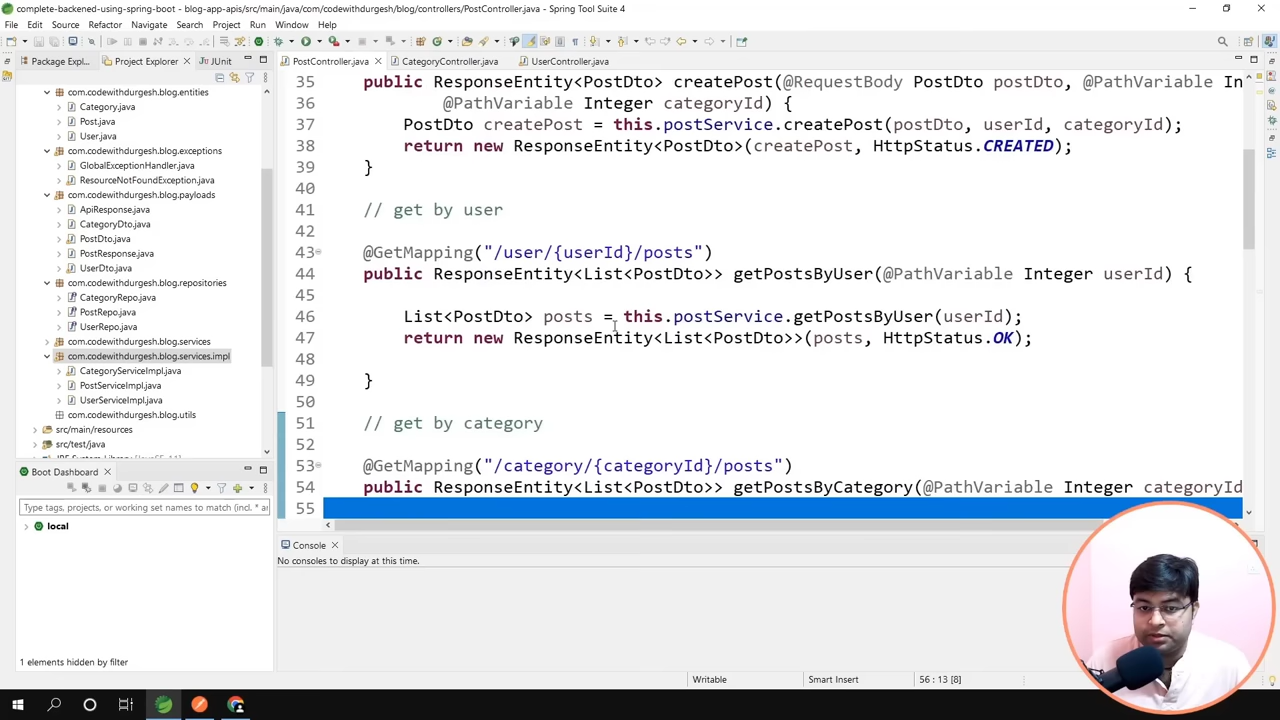 complete-backened-using-spring-boot - blog-app-apis/src/main/java/com/codewithdurgesh/blog/controllers/PostController.java - Spring Tool Suite 4
File Edit Source Refactor Navigate Search Project Run Window Help
Package Expl... Project Explorer JUnit
PostController.java CategoryController.java UserController.java
com.codewithdurgesh.blog.entities
Category.java
Post.java
User.java
com.codewithdurgesh.blog.exceptions
GlobalExceptionHandler.java
ResourceNotFoundException.java
com.codewithdurgesh.blog.payloads
ApiResponse.java
CategoryDto.java
PostDto.java
PostResponse.java
UserDto.java
com.codewithdurgesh.blog.repositories
CategoryRepo.java
PostRepo.java
UserRepo.java
com.codewithdurgesh.blog.services
com.codewithdurgesh.blog.services.impl
CategoryServiceImpl.java
PostServiceImpl.java
UserServiceImpl.java
com.codewithdurgesh.blog.utils
src/main/resources
src/test/java
Boot Dashboard
Type tags, projects, or working set names to match (incl. * an
local
1 elements hidden by filter
35 public ResponseEntity<PostDto> createPost(@RequestBody PostDto postDto, @PathVariable In
36 @PathVariable Integer categoryId) {
37 PostDto createPost = this.postService.createPost(postDto, userId, categoryId);
38 return new ResponseEntity<PostDto>(createPost, HttpStatus.CREATED);
39 }
40
41 // get by user
42
43 @GetMapping("/user/{userId}/posts")
44 public ResponseEntity<List<PostDto>> getPostsByUser(@PathVariable Integer userId) {
45
46 List<PostDto> posts = this.postService.getPostsByUser(userId);
47 return new ResponseEntity<List<PostDto>>(posts, HttpStatus.OK);
48
49 }
50
51 // get by category
52
53 @GetMapping("/category/{categoryId}/posts")
54 public ResponseEntity<List<PostDto>> getPostsByCategory(@PathVariable Integer categoryId
55
Console
No consoles to display at this time.
Writable Smart Insert 56 : 13 [8]